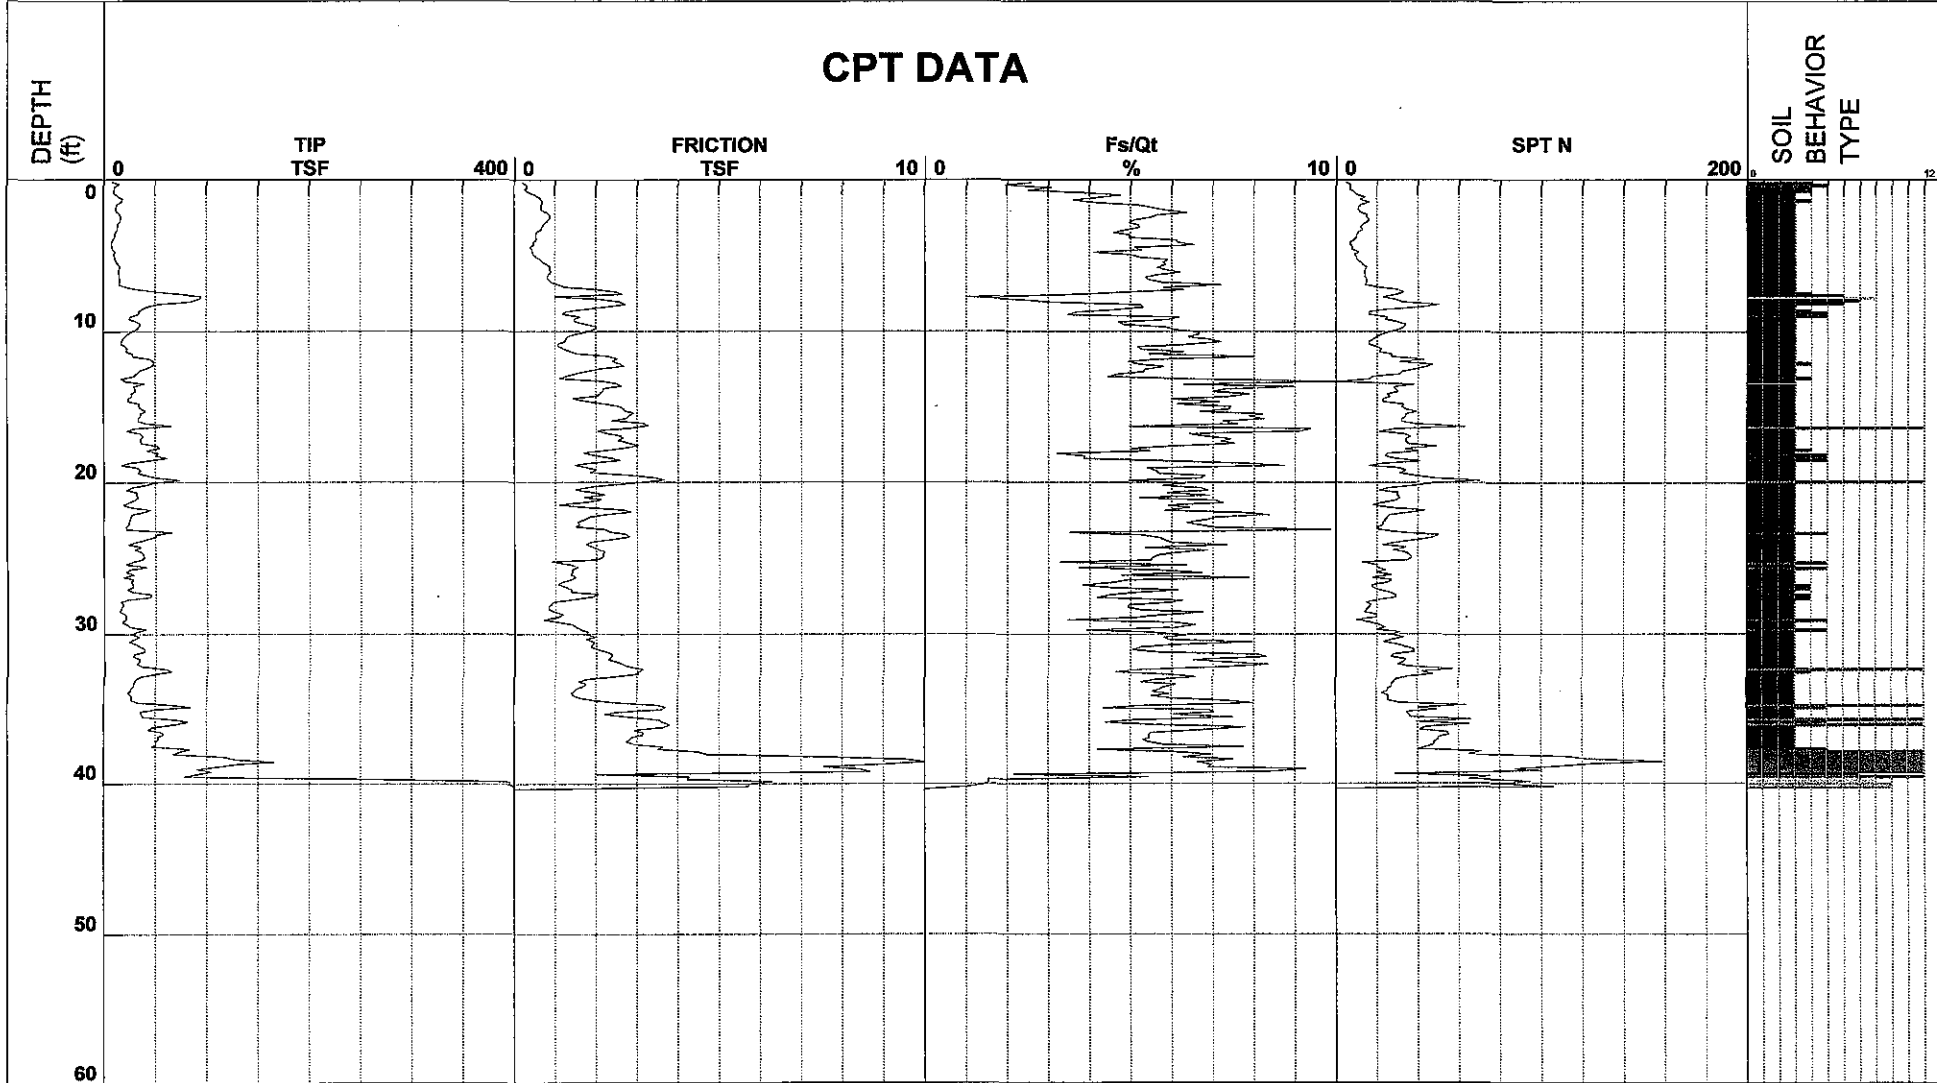 CPT DATA
DEPTH
(ft)
TIP
0 TSF 400
FRICTION
0 TSF 10
Fs/Qt
0 % 10
SPT N
0 200
SOIL
BEHAVIOR
TYPE
0 12
0
10
20
30
40
50
60